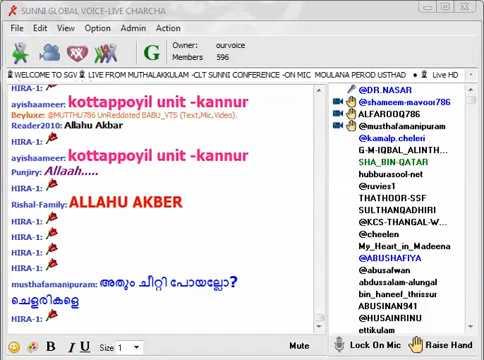 SUNNI GLOBAL VOICE-LIVE CHARCHA
File Edit View Option Admin Action
G
Owner: ourvoice
Members 596
WELCOME TO SGV LIVE FROM MUTHALAKKULAM -CLT SUNNI CONFERENCE -ON MIC MOULANA PEROD USTHAD Live HD
HIRA-1:
ayishaameer: kottappoyil unit -kannur
Beyluxe: @MUTTU786 UnReddoted BABU_VTS (Text,Mic,Video).
Reader2010: Allahu Akbar
HIRA-1:
ayishaameer: kottappoyil unit -kannur
Punjiry: Allaah.....
HIRA-1:
Rishal-Family: ALLAHU AKBER
HIRA-1:
HIRA-1:
HIRA-1:
HIRA-1:
musthafamanipuram: അതും ചീറ്റി പോയല്ലോ?
ചെളരികളെ
HIRA-1:
@DR.NASAR
@shameem-mavoor786
ALFAROOQ786
@musthafamanipuram
@kamalp.cheleri
G-M-IQBAL_ALINTH...
SHA_BIN-QATAR
hubburasool-net
@ruvies1
THATHOOR-SSF
SULTHANQADHIRI
@KCS-THANGAL-W...
@cheelen
My_Heart_in_Madeena
@ABUSHAFIYA
@abusafwan
abdussalam-alungal
bin_haneef_thrissur
ABUSINAN941
@HUSAINRINU
ettikulam
B I U Size 1 Mute Lock On Mic Raise Hand